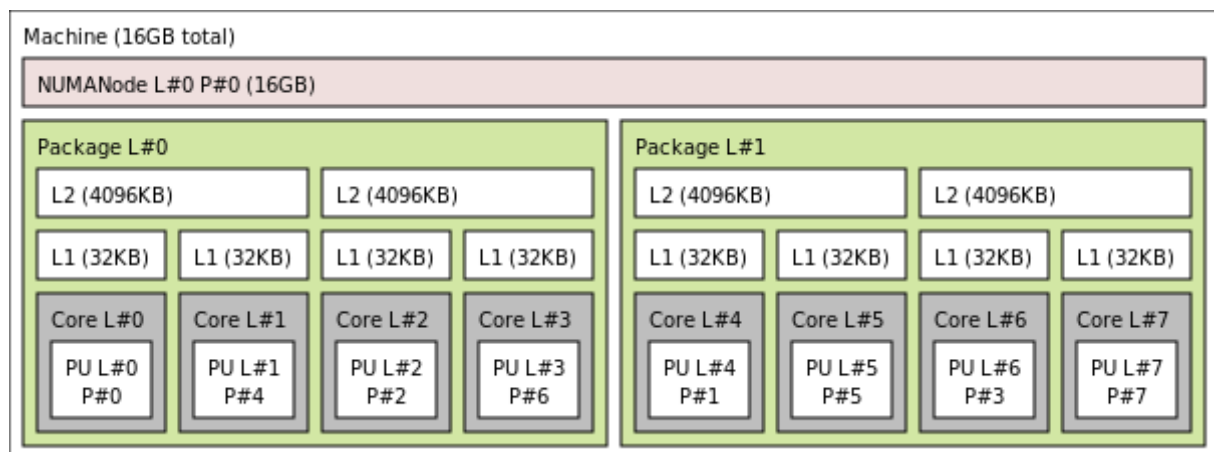 Machine (16GB total)
NUMANode L#0 P#0 (16GB)
Package L#0
L2 (4096KB)
L2 (4096KB)
L1 (32KB)
L1 (32KB)
L1 (32KB)
L1 (32KB)
Core L#0
PU L#0
P#0
Core L#1
PU L#1
P#4
Core L#2
PU L#2
P#2
Core L#3
PU L#3
P#6
Package L#1
L2 (4096KB)
L2 (4096KB)
L1 (32KB)
L1 (32KB)
L1 (32KB)
L1 (32KB)
Core L#4
PU L#4
P#1
Core L#5
PU L#5
P#5
Core L#6
PU L#6
P#3
Core L#7
PU L#7
P#7